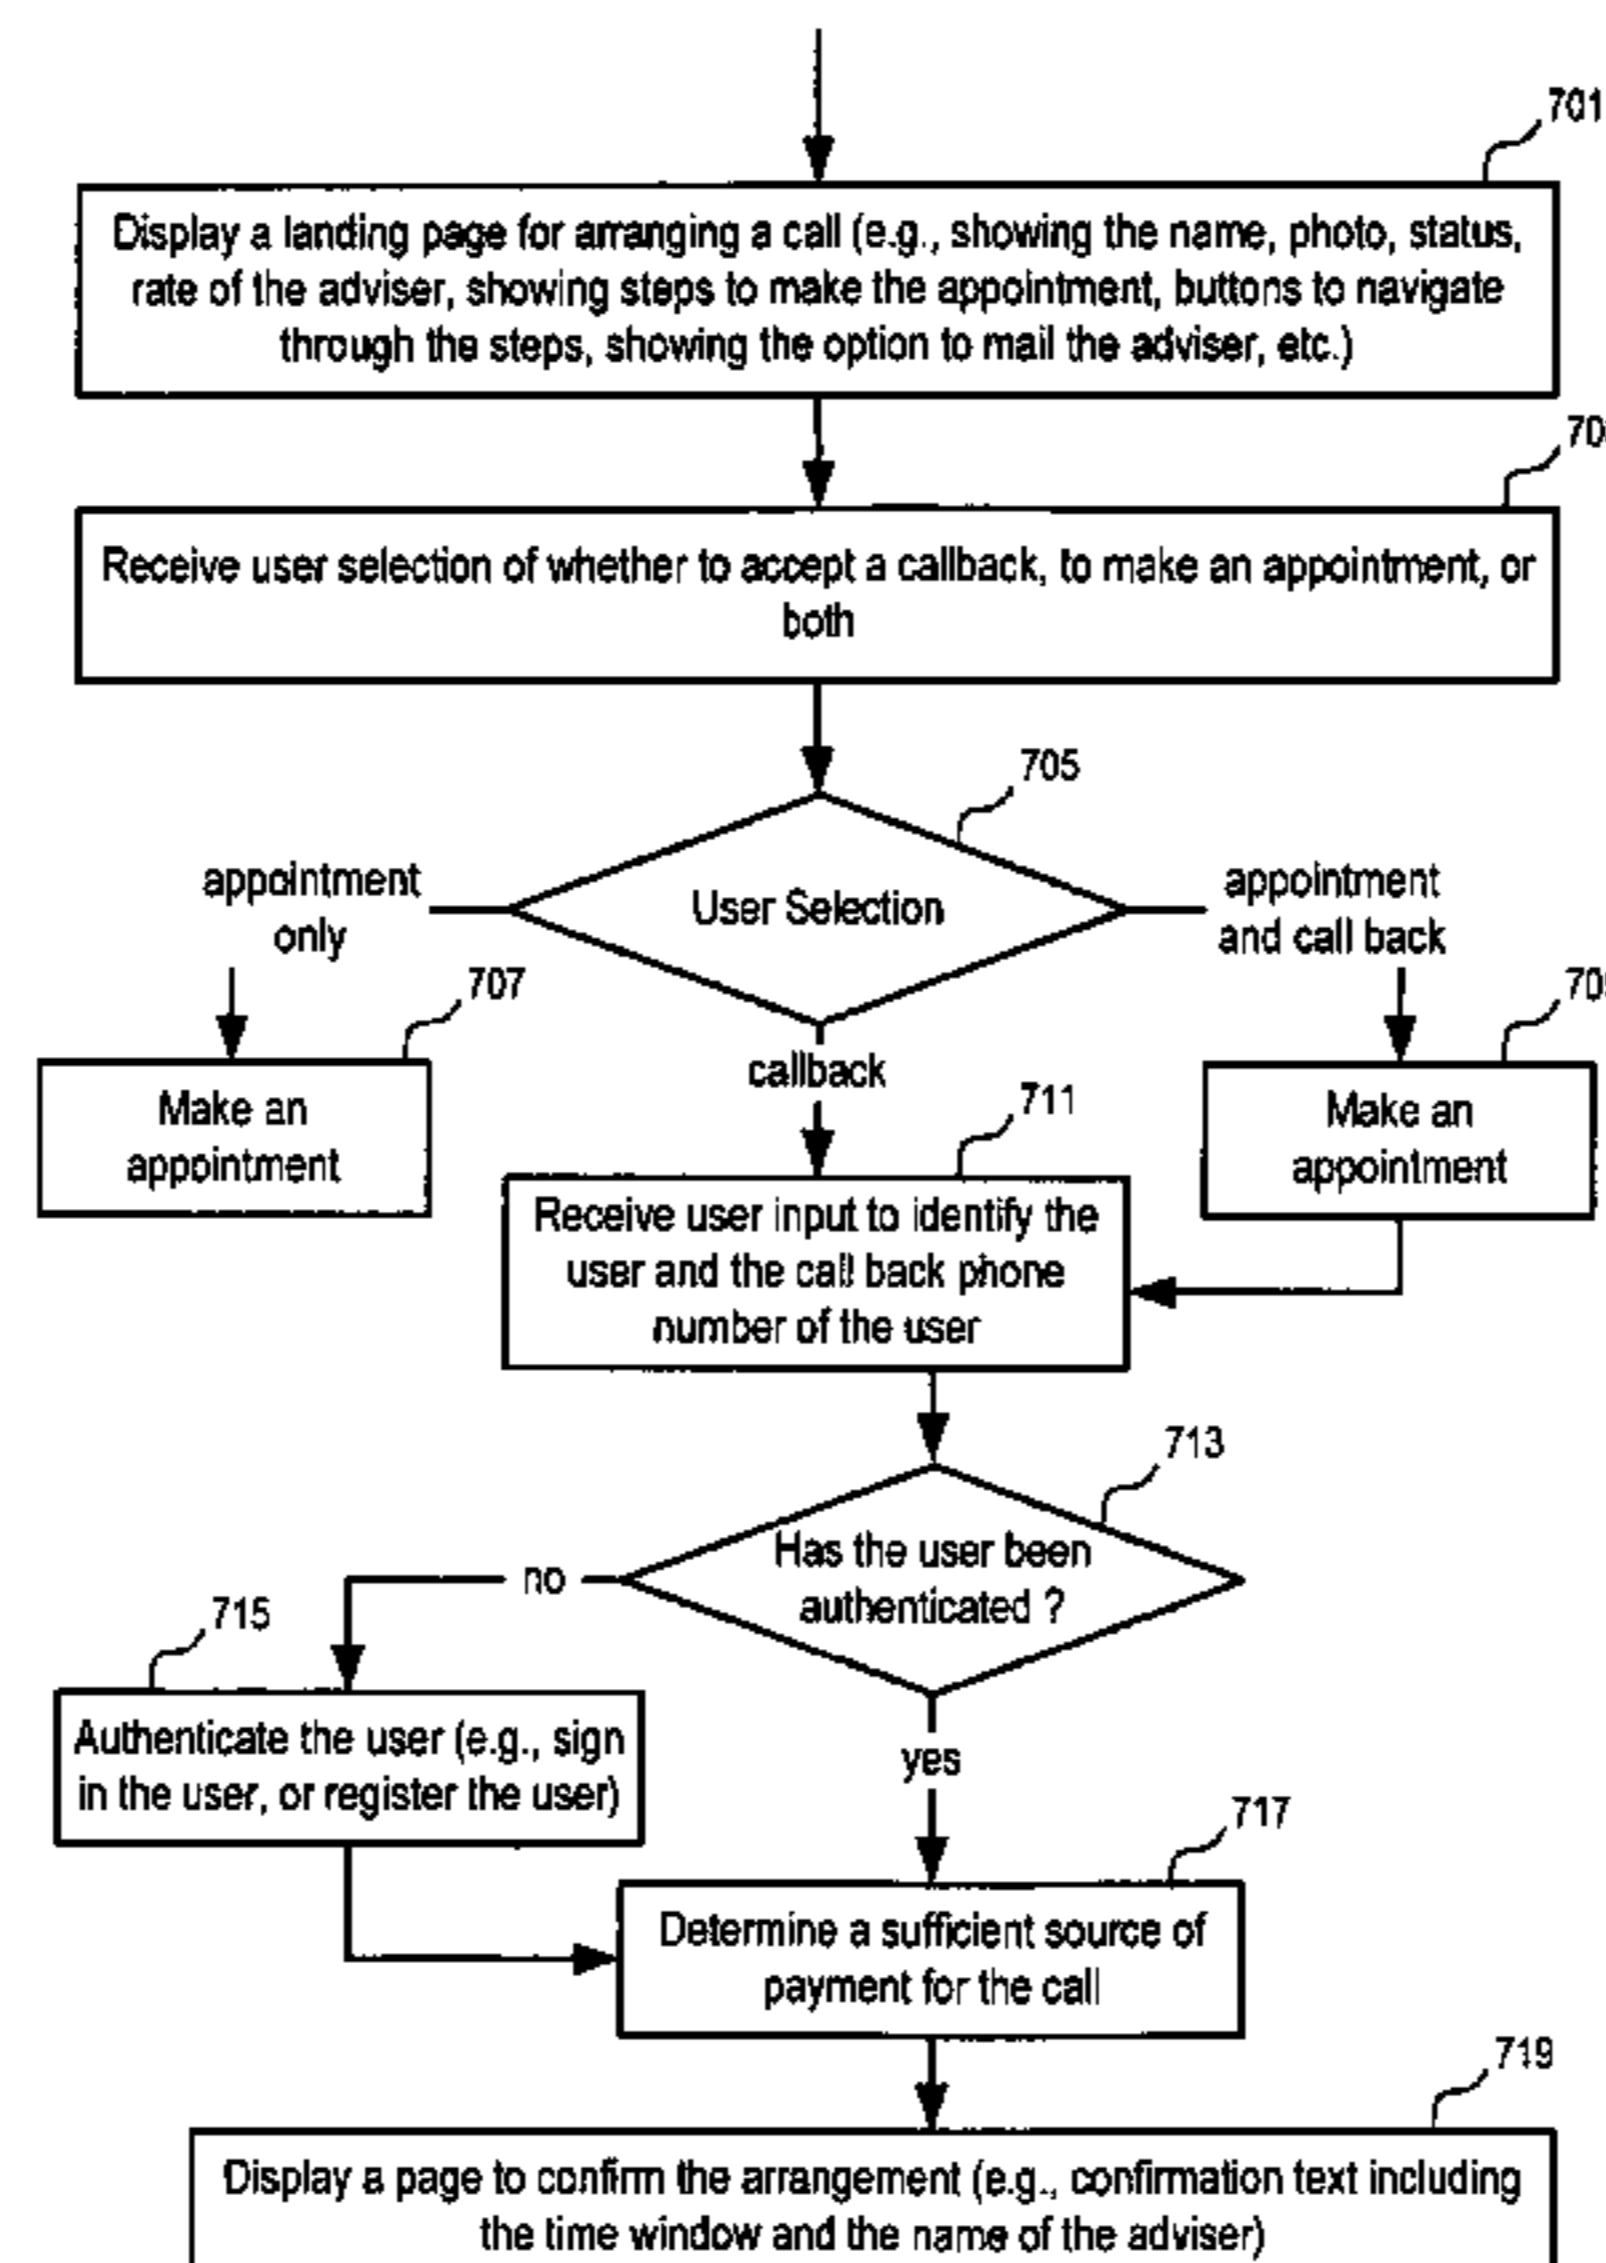 701
Display a landing page for arranging a call (e.g., showing the name, photo, status,
rate of the adviser, showing steps to make the appointment, buttons to navigate
through the steps, showing the option to mail the adviser, etc.)
Receive user selection of whether to accept a callback, to make an appointment, or
both
705
User Selection
appointment
only
appointment
and call back
707
Make an
appointment
callback
Make an
appointment
711
Receive user input to identify the
user and the call back phone
number of the user
713
Has the user been
authenticated ?
no
715
Authenticate the user (e.g., sign
in the user, or register the user)
yes
717
Determine a sufficient source of
payment for the call
719
Display a page to confirm the arrangement (e.g., confirmation text including
the time window and the name of the adviser)